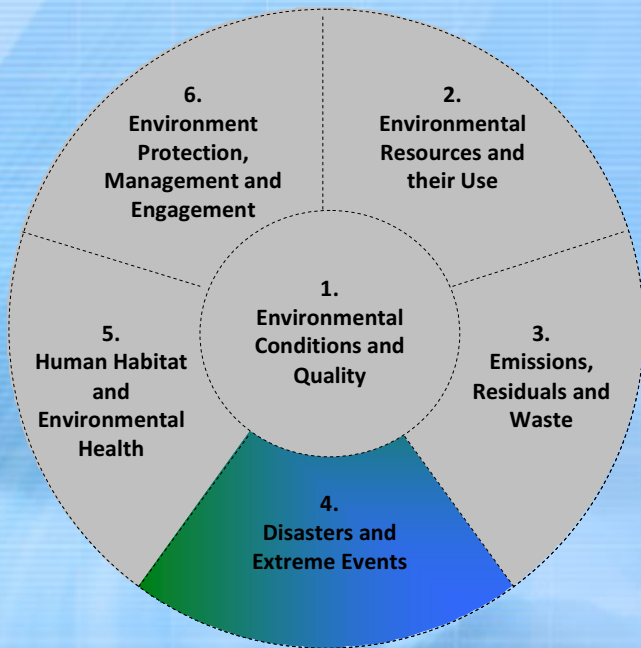 1.
Environmental
Conditions and
Quality
2.
Environmental
Resources and
their Use
3.
Emissions,
Residuals and
Waste
4.
Disasters and
Extreme Events
5.
Human Habitat
and
Environmental
Health
6.
Environment
Protection,
Management and
Engagement